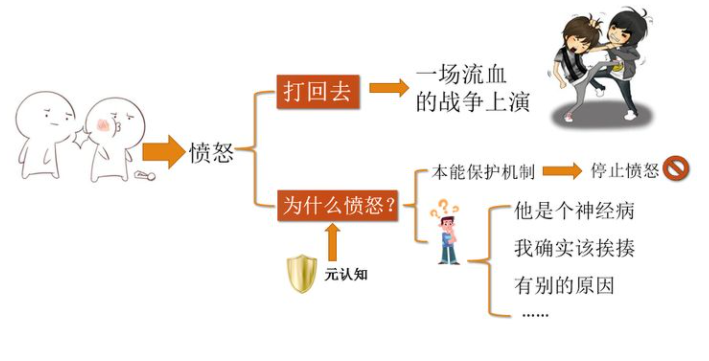 打回去
一场流血
的战争上演
愤怒
本能保护机制
停止愤怒
为什么愤怒？
他是个神经病
我确实该挨揍
元认知
有别的原因
……